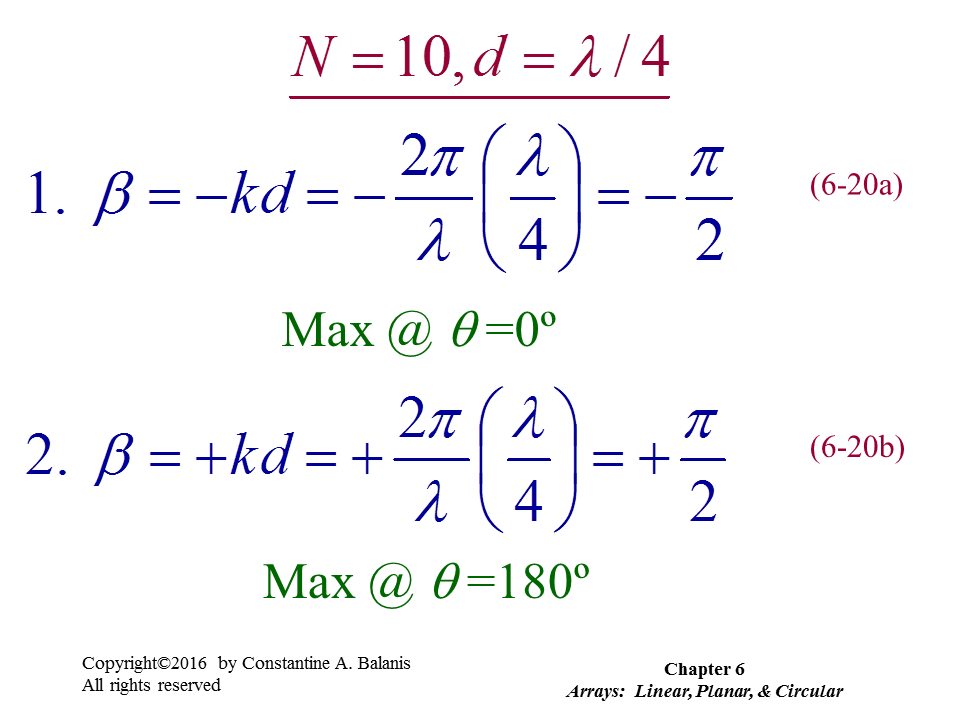 N = 10, d = λ / 4
1. β = −kd = − 2π/λ (λ/4) = − π/2 (6-20a)
Max @ θ =0º
2. β = +kd = + 2π/λ (λ/4) = + π/2 (6-20b)
Max @ θ =180º
Copyright©2016 by Constantine A. Balanis
All rights reserved
Chapter 6
Arrays: Linear, Planar, & Circular